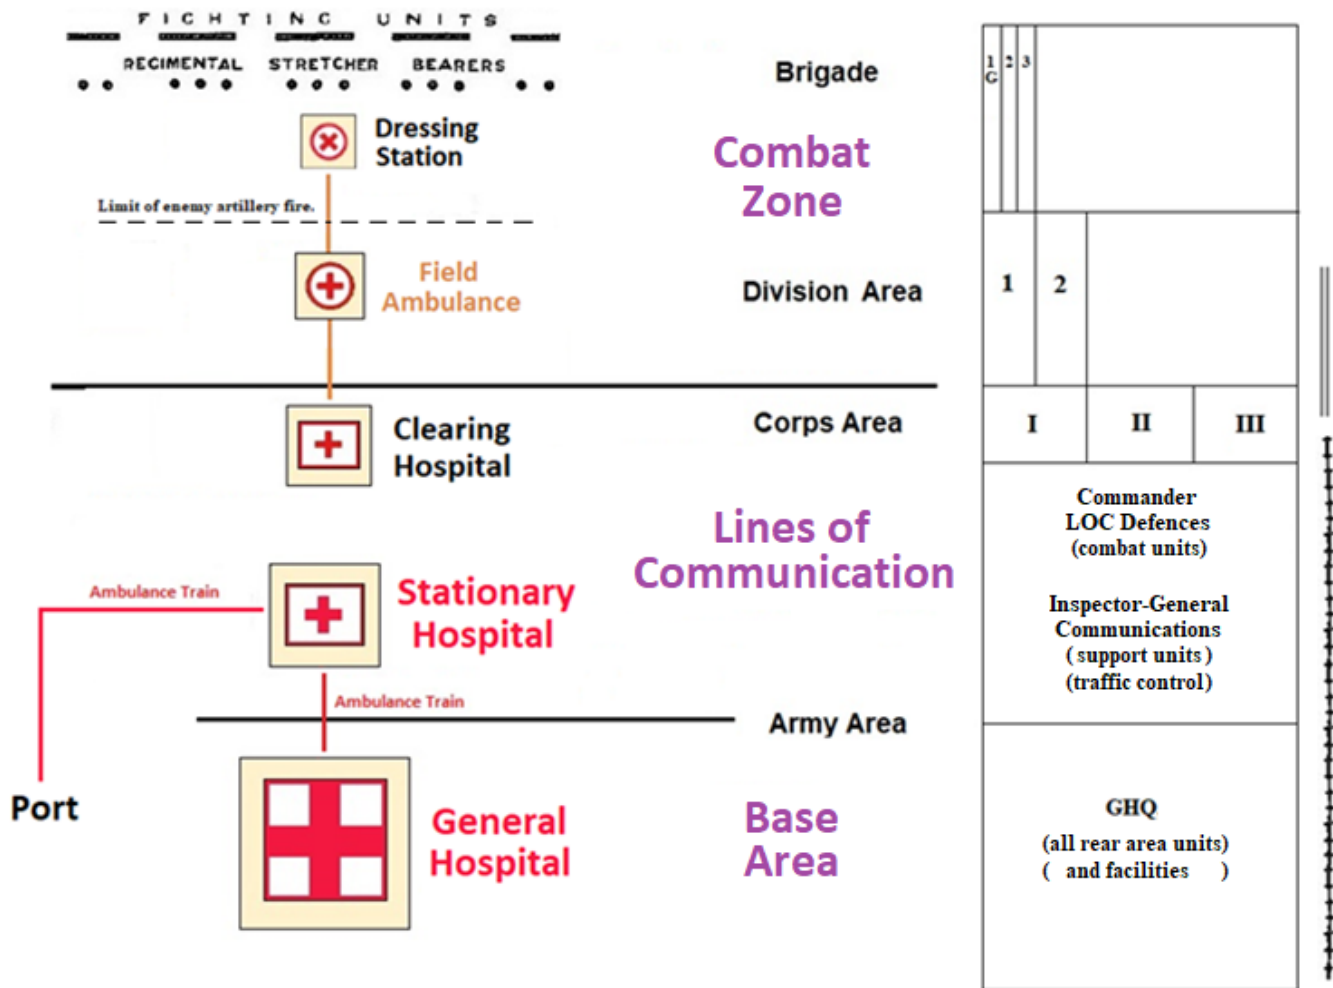 FIGHTING UNITS
REGIMENTAL STRETCHER BEARERS
Dressing
Station
Limit of enemy artillery fire.
Field
Ambulance
Clearing
Hospital
Ambulance Train
Stationary
Hospital
Ambulance Train
Port
General
Hospital
Brigade
Combat
Zone
Division Area
Corps Area
Lines of
Communication
Army Area
Base
Area
1 2 3
G
1 2
I II III
Commander
LOC Defences
(combat units)
Inspector-General
Communications
( support units )
(traffic control)
GHQ
(all rear area units)
( and facilities )